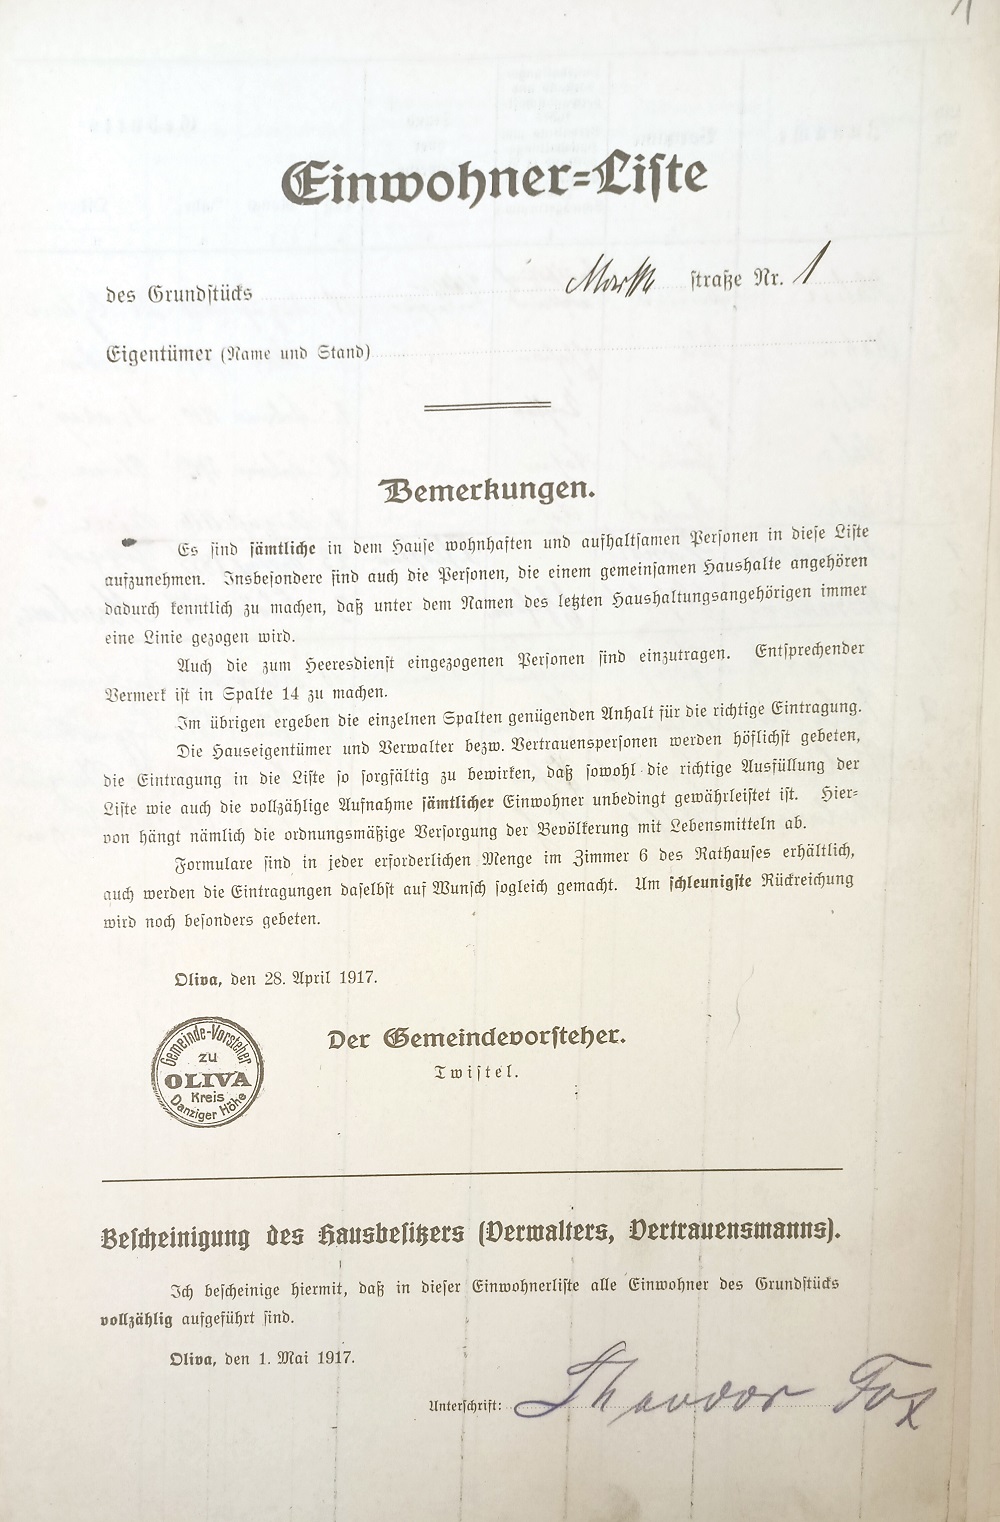 1
Einwohner-Liste
des Grundstücks Markt straße Nr. 1
Eigentümer (Name und Stand)
Bemerkungen.
Es sind sämtliche in dem Hause wohnhaften und aufhaltsamen Personen in diese Liste
aufzunehmen. Insbesondere sind auch die Personen, die einem gemeinsamen Haushalte angehören
dadurch kenntlich zu machen, daß unter dem Namen des letzten Haushaltungsangehörigen immer
eine Linie gezogen wird.
Auch die zum Heeresdienst eingezogenen Personen sind einzutragen. Entsprechender
Vermerk ist in Spalte 14 zu machen.
Im übrigen ergeben die einzelnen Spalten genügenden Anhalt für die richtige Eintragung.
Die Hauseigentümer und Verwalter bezw. Vertrauenspersonen werden höflichst gebeten,
die Eintragung in die Liste so sorgfältig zu bewirken, daß sowohl die richtige Ausfüllung der
Liste wie auch die vollzählige Aufnahme sämtlicher Einwohner unbedingt gewährleistet ist. Hier-
von hängt nämlich die ordnungsmäßige Versorgung der Bevölkerung mit Lebensmitteln ab.
Formulare sind in jeder erforderlichen Menge im Zimmer 6 des Rathauses erhältlich,
auch werden die Eintragungen daselbst auf Wunsch sogleich gemacht. Um schleunigste Rückreichung
wird noch besonders gebeten.
Oliva, den 28. April 1917.
Gemeinde-Vorsteher
zu
OLIVA
Kreis
Danziger Höhe
Der Gemeindevorsteher.
Twistel.
Bescheinigung des Hausbesitzers (Verwalters, Vertrauensmanns).
Ich bescheinige hiermit, daß in dieser Einwohnerliste alle Einwohner des Grundstücks
vollzählig aufgeführt sind.
Oliva, den 1. Mai 1917.
Unterschrift: Theodor Fox